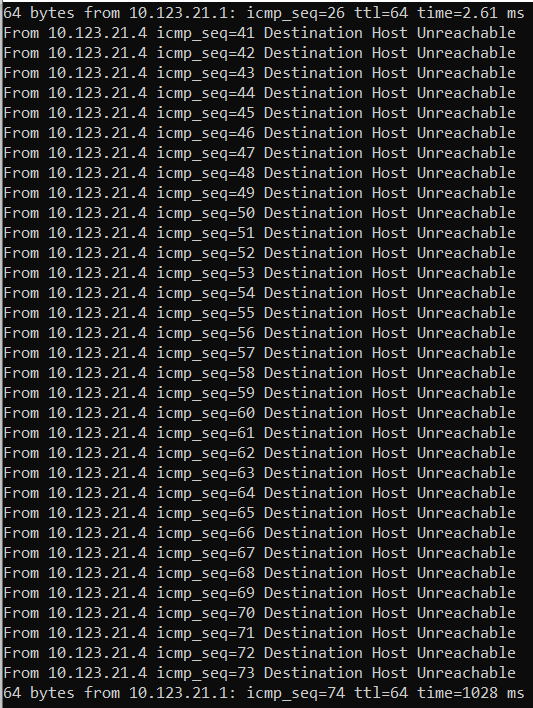 64 bytes from 10.123.21.1: icmp_seq=26 ttl=64 time=2.61 ms
From 10.123.21.4 icmp_seq=41 Destination Host Unreachable
From 10.123.21.4 icmp_seq=42 Destination Host Unreachable
From 10.123.21.4 icmp_seq=43 Destination Host Unreachable
From 10.123.21.4 icmp_seq=44 Destination Host Unreachable
From 10.123.21.4 icmp_seq=45 Destination Host Unreachable
From 10.123.21.4 icmp_seq=46 Destination Host Unreachable
From 10.123.21.4 icmp_seq=47 Destination Host Unreachable
From 10.123.21.4 icmp_seq=48 Destination Host Unreachable
From 10.123.21.4 icmp_seq=49 Destination Host Unreachable
From 10.123.21.4 icmp_seq=50 Destination Host Unreachable
From 10.123.21.4 icmp_seq=51 Destination Host Unreachable
From 10.123.21.4 icmp_seq=52 Destination Host Unreachable
From 10.123.21.4 icmp_seq=53 Destination Host Unreachable
From 10.123.21.4 icmp_seq=54 Destination Host Unreachable
From 10.123.21.4 icmp_seq=55 Destination Host Unreachable
From 10.123.21.4 icmp_seq=56 Destination Host Unreachable
From 10.123.21.4 icmp_seq=57 Destination Host Unreachable
From 10.123.21.4 icmp_seq=58 Destination Host Unreachable
From 10.123.21.4 icmp_seq=59 Destination Host Unreachable
From 10.123.21.4 icmp_seq=60 Destination Host Unreachable
From 10.123.21.4 icmp_seq=61 Destination Host Unreachable
From 10.123.21.4 icmp_seq=62 Destination Host Unreachable
From 10.123.21.4 icmp_seq=63 Destination Host Unreachable
From 10.123.21.4 icmp_seq=64 Destination Host Unreachable
From 10.123.21.4 icmp_seq=65 Destination Host Unreachable
From 10.123.21.4 icmp_seq=66 Destination Host Unreachable
From 10.123.21.4 icmp_seq=67 Destination Host Unreachable
From 10.123.21.4 icmp_seq=68 Destination Host Unreachable
From 10.123.21.4 icmp_seq=69 Destination Host Unreachable
From 10.123.21.4 icmp_seq=70 Destination Host Unreachable
From 10.123.21.4 icmp_seq=71 Destination Host Unreachable
From 10.123.21.4 icmp_seq=72 Destination Host Unreachable
From 10.123.21.4 icmp_seq=73 Destination Host Unreachable
64 bytes from 10.123.21.1: icmp_seq=74 ttl=64 time=1028 ms